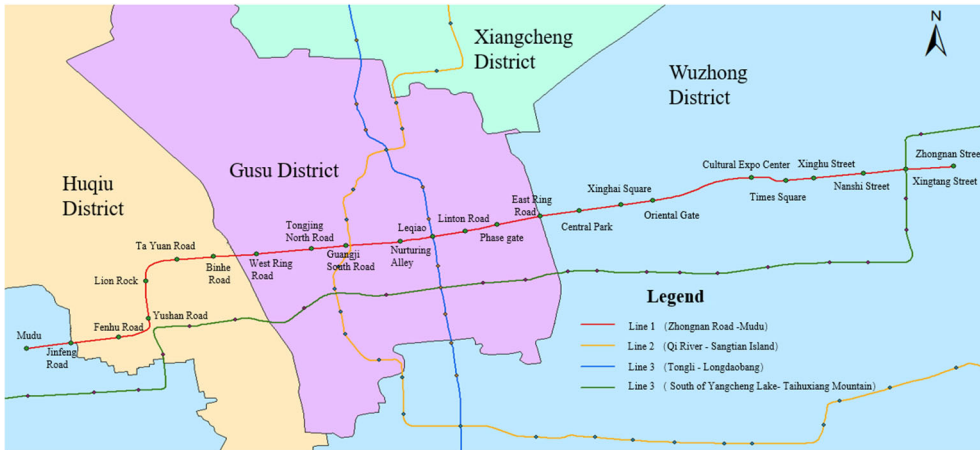 Xiangcheng
District
N
Wuzhong
District
Gusu District
Huqiu
District
Cultural Expo Center
Xinghu Street
Zhongnan Stree
Times Square
Nanshi Street
Xingtang Street
Xinghai Square
Oriental Gate
East Ring
Road
Central Park
Linton Road
Phase gate
Leqiao
Nurturing
Alley
Tongjing
North Road
Guangji
South Road
West Ring
Road
Ta Yuan Road
Binhe
Road
Lion Rock
Yushan Road
Fenhu Road
Mudu
Jinfeng
Road
Legend
Line 1 （Zhongnan Road -Mudu）
Line 2 （Qi River - Sangtian Island）
Line 3 （Tongli - Longdaobang）
Line 3 （ South of Yangcheng Lake- Taihuxiang Mountain）